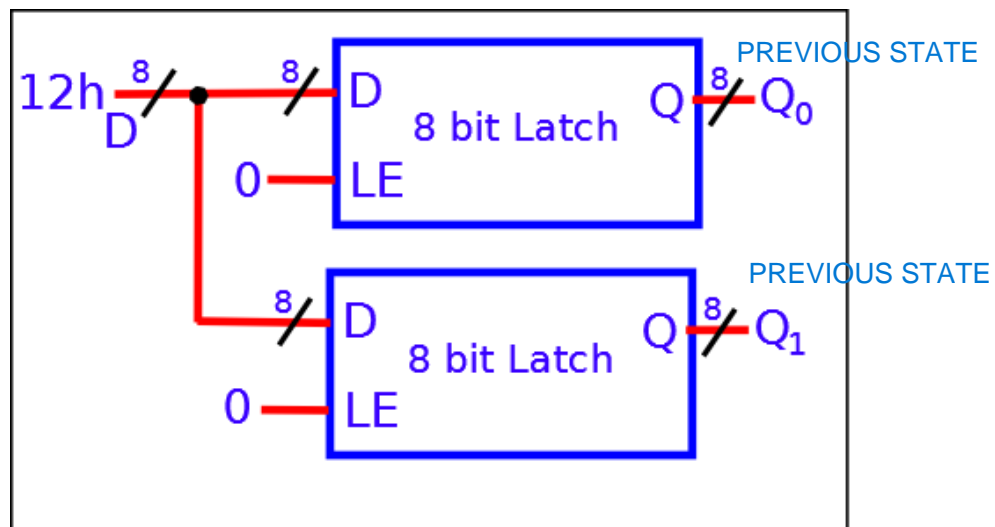 PREVIOUS STATE
12h
8
8
D
Q
8
Q0
D
8 bit Latch
0
LE
PREVIOUS STATE
8
D
Q
8
Q1
8 bit Latch
0
LE